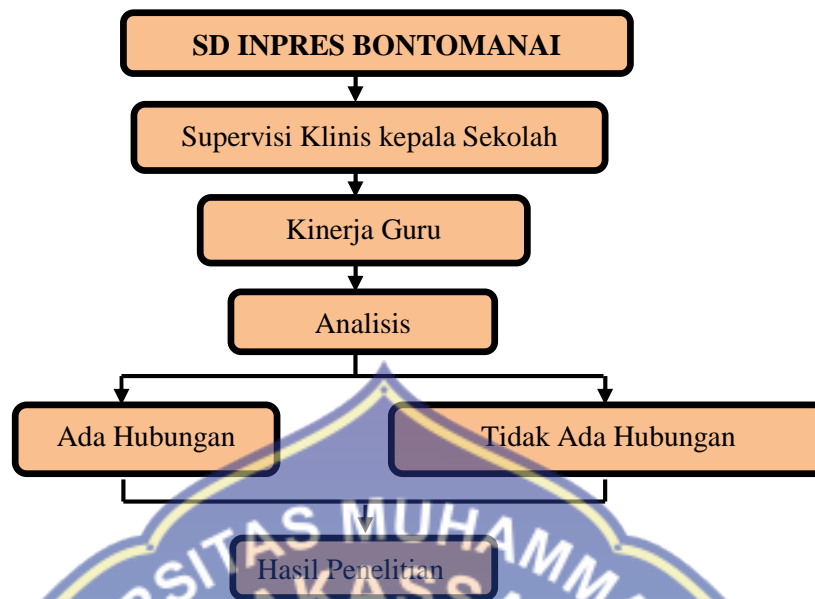 SD INPRES BONTOMANAI
Supervisi Klinis kepala Sekolah
Kinerja Guru
Analisis
Ada Hubungan
Tidak Ada Hubungan
Hasil Penelitian